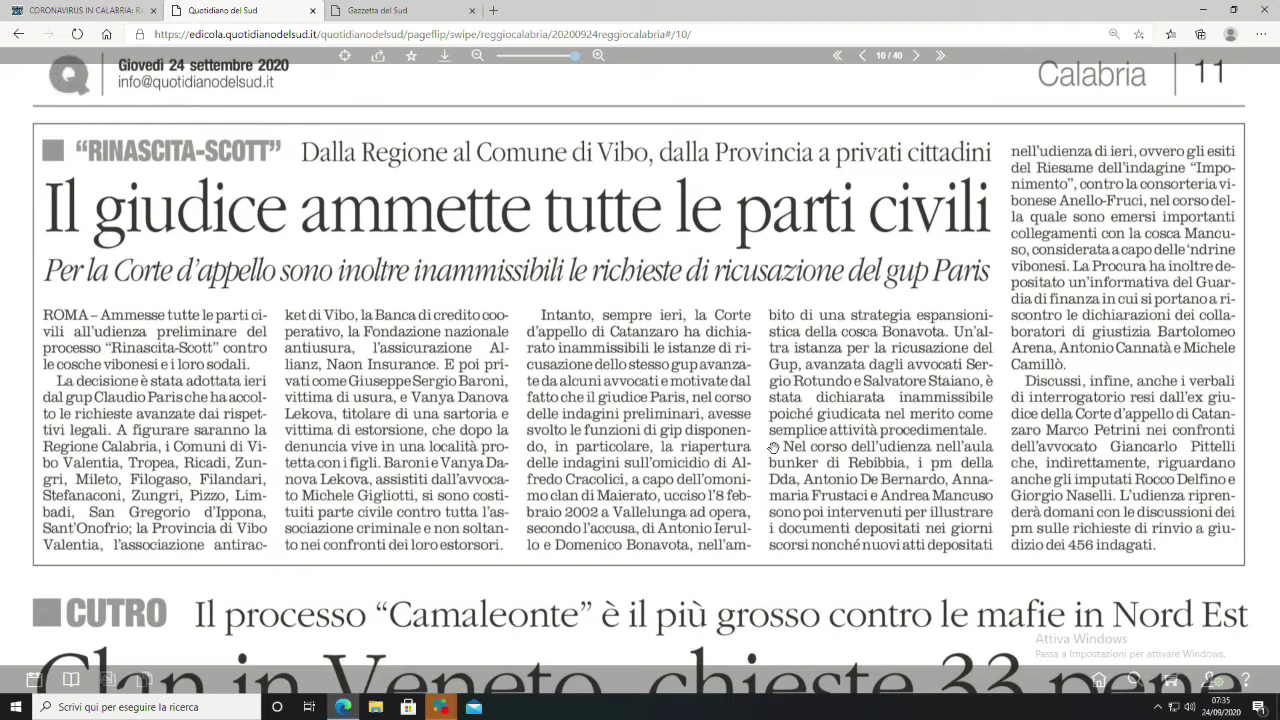 CORONAVIRUS IN CALABRIA: R
Quotidiano del Sud
Gazzetta del Sud
https://edicola.quotidianodelsud.it/quotidianodelsud/pageflip/swipe/reggiocalabria/20200924reggiocalabria#/10/
10 / 40
Q
Giovedì 24 settembre 2020
info@quotidianodelsud.it
Calabria
11
"RINASCITA-SCOTT" Dalla Regione al Comune di Vibo, dalla Provincia a privati cittadini
Il giudice ammette tutte le parti civili
Per la Corte d'appello sono inoltre inammissibili le richieste di ricusazione del gup Paris
ROMA – Ammesse tutte le parti ci-
vili all'udienza preliminare del
processo "Rinascita-Scott" contro
le cosche vibonesi e i loro sodali.
La decisione è stata adottata ieri
dal gup Claudio Paris che ha accol-
to le richieste avanzate dai rispet-
tivi legali. A figurare saranno la
Regione Calabria, i Comuni di Vi-
bo Valentia, Tropea, Ricadi, Zun-
gri, Mileto, Filogaso, Filandari,
Stefanaconi, Zungri, Pizzo, Lim-
badi, San Gregorio d'Ippona,
Sant'Onofrio; la Provincia di Vibo
Valentia, l'associazione antirac-
ket di Vibo, la Banca di credito coo-
perativo, la Fondazione nazionale
antiusura, l'assicurazione Al-
lianz, Naon Insurance. E poi pri-
vati come Giuseppe Sergio Baroni,
vittima di usura, e Vanya Danova
Lekova, titolare di una sartoria e
vittima di estorsione, che dopo la
denuncia vive in una località pro-
tetta con i figli. Baroni e Vanya Da-
nova Lekova, assistiti dall'avvoca-
to Michele Gigliotti, si sono costi-
tuiti parte civile contro tutta l'as-
sociazione criminale e non soltan-
to nei confronti dei loro estorsori.
Intanto, sempre ieri, la Corte
d'appello di Catanzaro ha dichia-
rato inammissibili le istanze di ri-
cusazione dello stesso gup avanza-
te da alcuni avvocati e motivate dal
fatto che il giudice Paris, nel corso
delle indagini preliminari, avesse
svolto le funzioni di gip disponen-
do, in particolare, la riapertura
delle indagini sull'omicidio di Al-
fredo Cracolici, a capo dell'omoni-
mo clan di Maierato, ucciso l'8 feb-
braio 2002 a Vallelunga ad opera,
secondo l'accusa, di Antonio Ierul-
lo e Domenico Bonavota, nell'am-
bito di una strategia espansioni-
stica della cosca Bonavota. Un'al-
tra istanza per la ricusazione del
Gup, avanzata dagli avvocati Ser-
gio Rotundo e Salvatore Staiano, è
stata dichiarata inammissibile
poiché giudicata nel merito come
semplice attività procedimentale.
Nel corso dell'udienza nell'aula
bunker di Rebibbia, i pm della
Dda, Antonio De Bernardo, Anna-
maria Frustaci e Andrea Mancuso
sono poi intervenuti per illustrare
i documenti depositati nei giorni
scorsi nonché nuovi atti depositati
nell'udienza di ieri, ovvero gli esiti
del Riesame dell'indagine "Impo-
nimento", contro la consorteria vi-
bonese Anello-Fruci, nel corso del-
la quale sono emersi importanti
collegamenti con la cosca Mancu-
so, considerata a capo delle 'ndrine
vibonesi. La Procura ha inoltre de-
positato un'informativa del Guar-
dia di finanza in cui si portano a ri-
scontro le dichiarazioni dei colla-
boratori di giustizia Bartolomeo
Arena, Antonio Cannatà e Michele
Camillò.
Discussi, infine, anche i verbali
di interrogatorio resi dall'ex giu-
dice della Corte d'appello di Catan-
zaro Marco Petrini nei confronti
dell'avvocato Giancarlo Pittelli
che, indirettamente, riguardano
anche gli imputati Rocco Delfino e
Giorgio Naselli. L'udienza ripren-
derà domani con le discussioni dei
pm sulle richieste di rinvio a giu-
dizio dei 456 indagati.
CUTRO Il processo "Camaleonte" è il più grosso contro le mafie in Nord Est
Clan in Veneto, chieste 33 pene
Attiva Windows
Passa a Impostazioni per attivare Windows.
Scrivi qui per eseguire la ricerca
07:35
24/09/2020